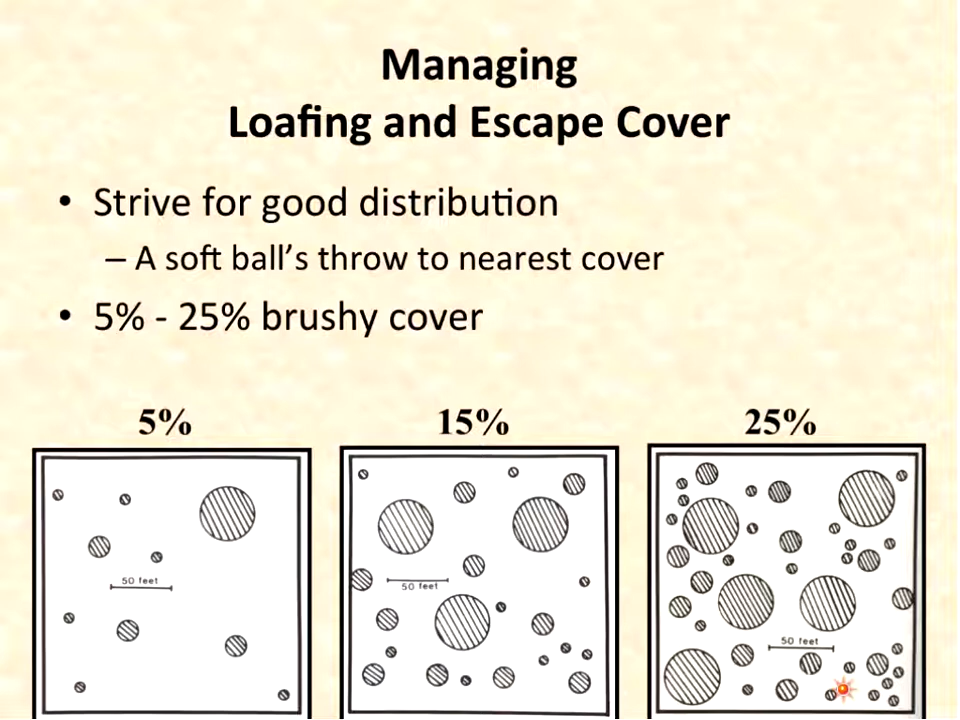 Managing
Loafing and Escape Cover
• Strive for good distribution
– A soft ball’s throw to nearest cover
• 5% - 25% brushy cover
5% 15% 25%
50 feet
50 feet
50 feet